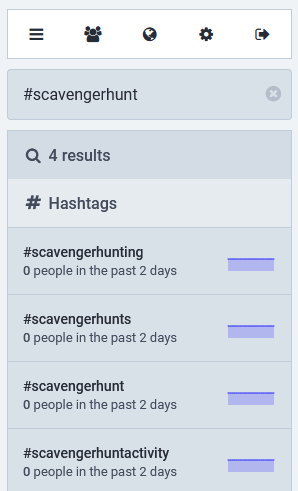 #scavengerhunt
4 results
# Hashtags
#scavengerhunting
0 people in the past 2 days
#scavengerhunts
0 people in the past 2 days
#scavengerhunt
0 people in the past 2 days
#scavengerhuntactivity
0 people in the past 2 days